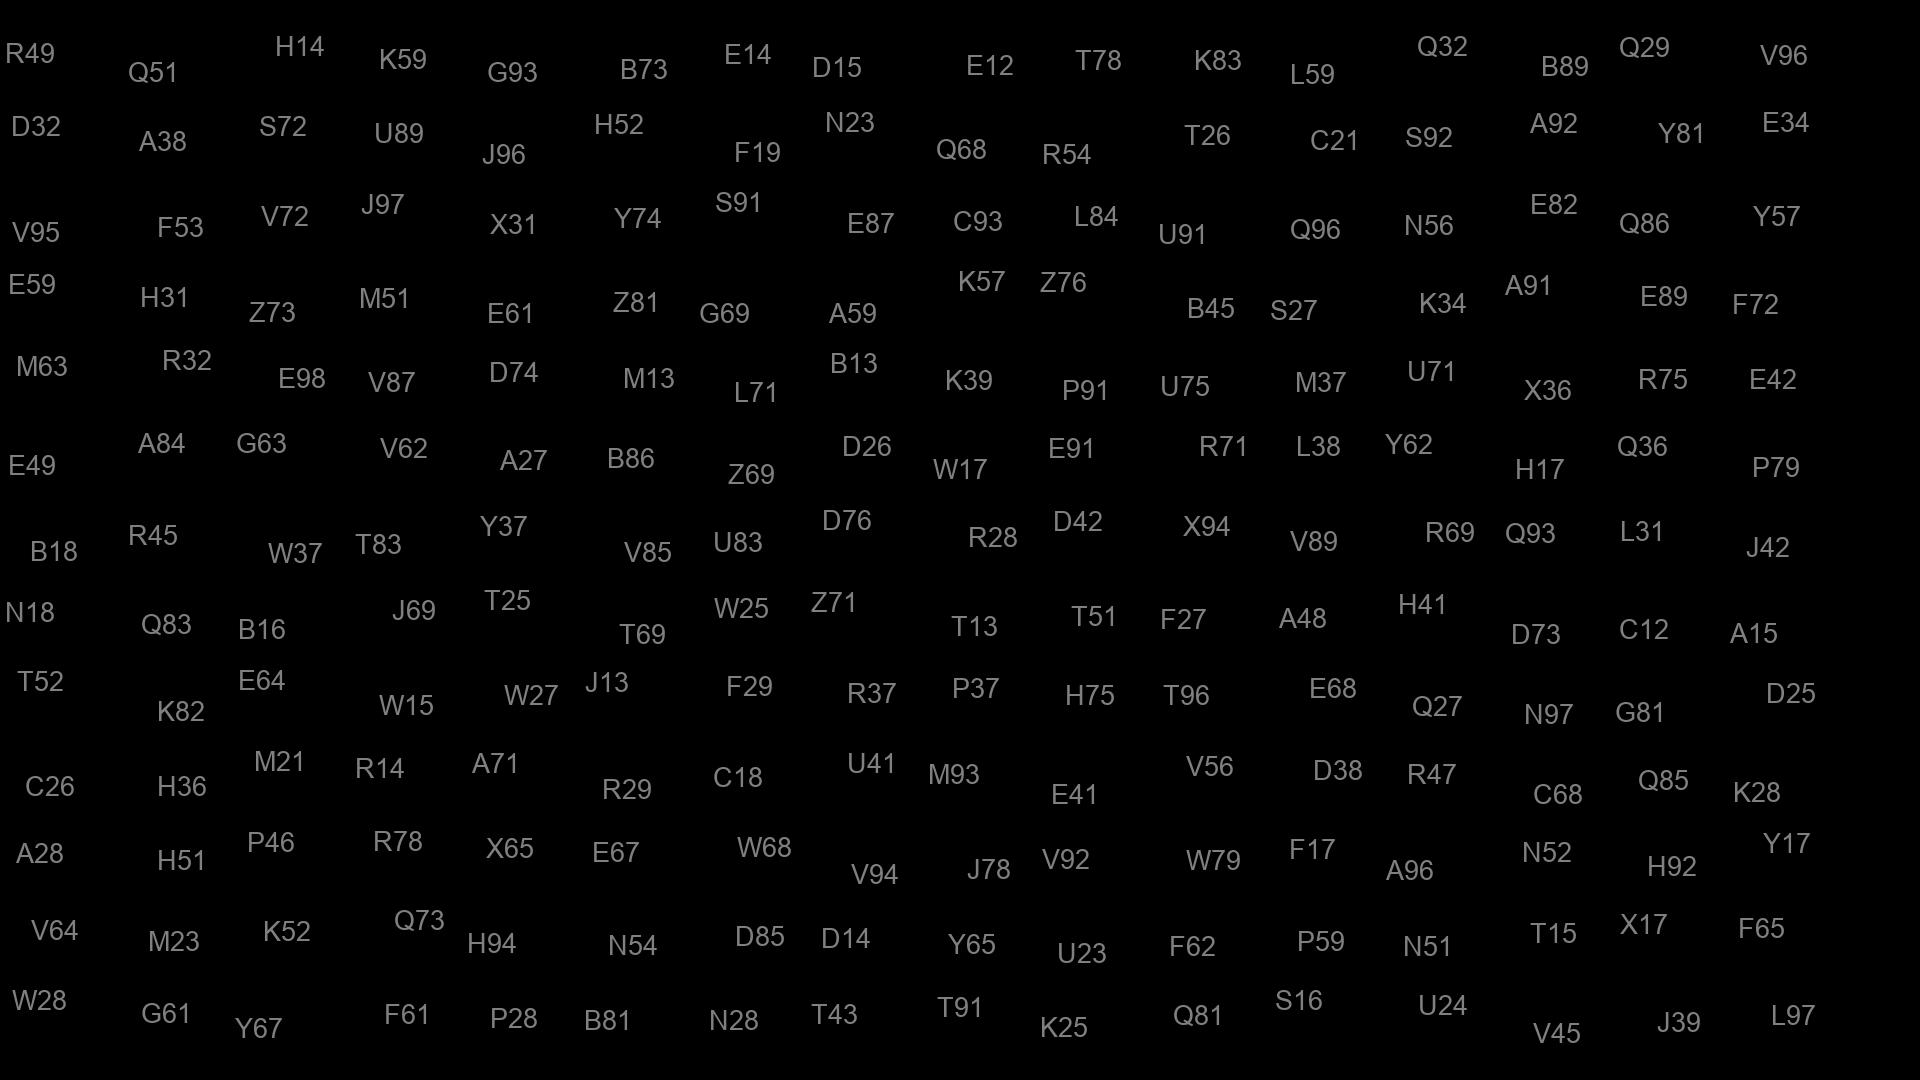 R49 Q51 H14 K59 G93 B73 E14 D15 E12 T78 K83 L59 Q32 B89 Q29 V96
D32 A38 S72 U89 J96 H52 F19 N23 Q68 R54 T26 C21 S92 A92 Y81 E34
V95 F53 V72 J97 X31 Y74 S91 E87 C93 L84 U91 Q96 N56 E82 Q86 Y57
E59 H31 Z73 M51 E61 Z81 G69 A59 K57 Z76 B45 S27 K34 A91 E89 F72
M63 R32 E98 V87 D74 M13 L71 B13 K39 P91 U75 M37 U71 X36 R75 E42
E49 A84 G63 V62 A27 B86 Z69 D26 W17 E91 R71 L38 Y62 H17 Q36 P79
B18 R45 W37 T83 Y37 V85 U83 D76 R28 D42 X94 V89 R69 Q93 L31 J42
N18 Q83 B16 J69 T25 T69 W25 Z71 T13 T51 F27 A48 H41 D73 C12 A15
T52 K82 E64 W15 W27 J13 F29 R37 P37 H75 T96 E68 Q27 N97 G81 D25
C26 H36 M21 R14 A71 R29 C18 U41 M93 E41 V56 D38 R47 C68 Q85 K28
A28 H51 P46 R78 X65 E67 W68 V94 J78 V92 W79 F17 A96 N52 H92 Y17
V64 M23 K52 Q73 H94 N54 D85 D14 Y65 U23 F62 P59 N51 T15 X17 F65
W28 G61 Y67 F61 P28 B81 N28 T43 T91 K25 Q81 S16 U24 V45 J39 L97